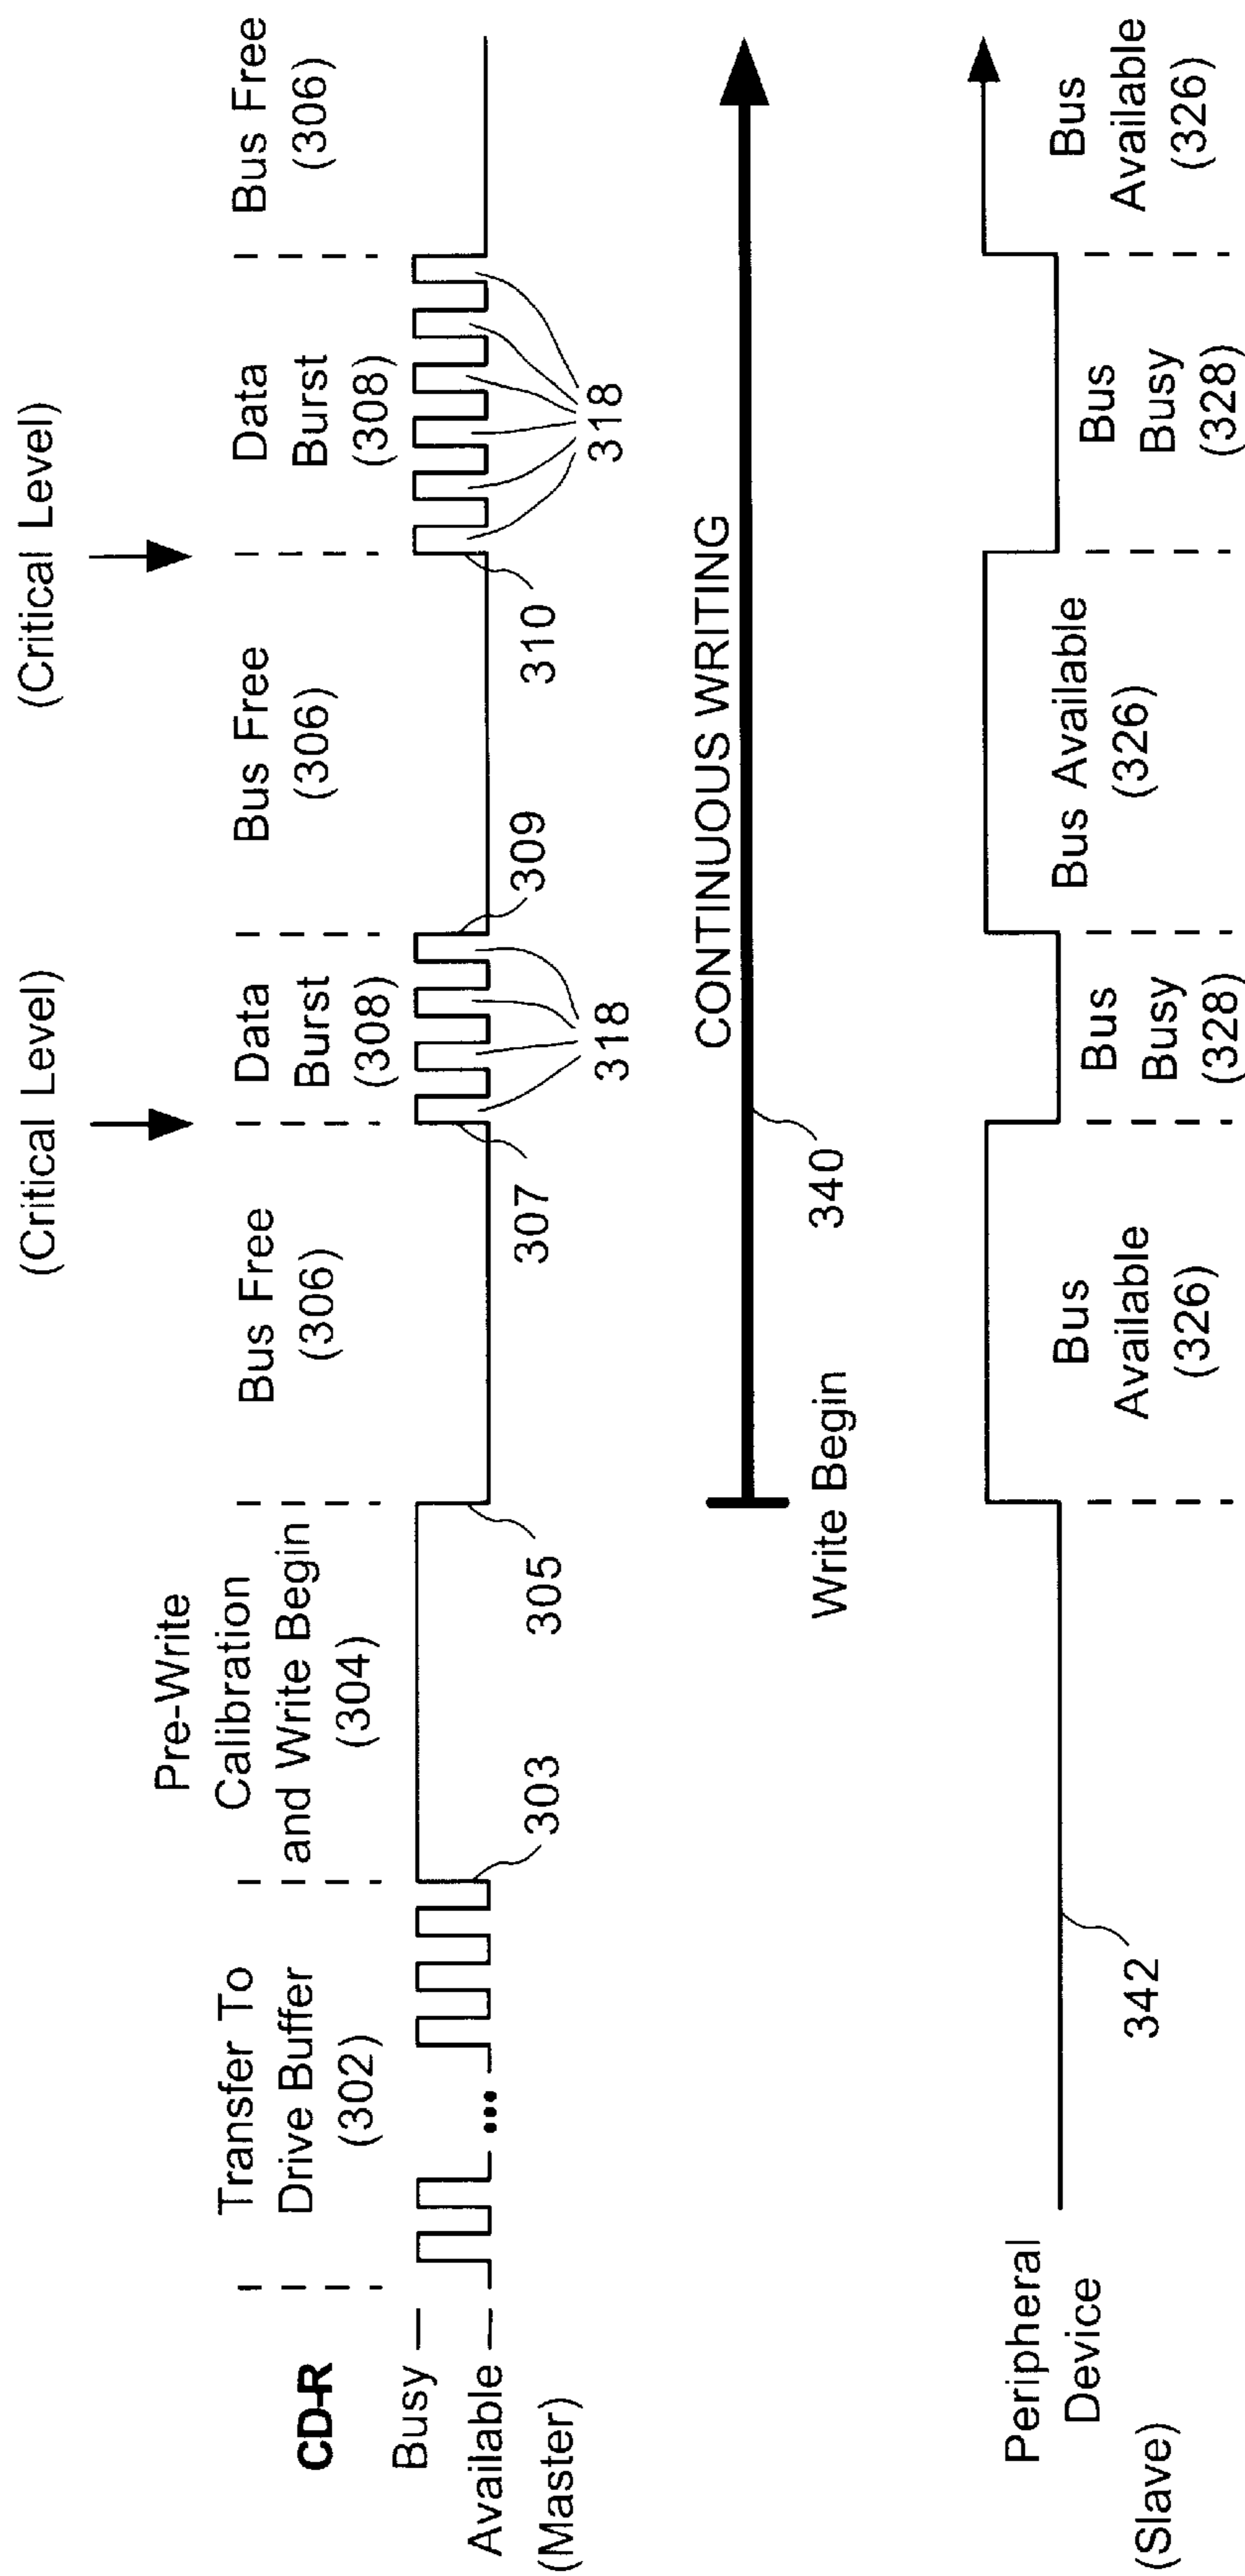 (Critical Level)
(Critical Level)
CD-R
Transfer To
Drive Buffer
(302)
Pre-Write
Calibration
and Write Begin
(304)
Bus Free
(306)
Data
Burst
(308)
Bus Free
(306)
Data
Burst
(308)
Bus Free
(306)
Busy
Available
(Master)
...
303
305
307
318
309
310
318
CONTINUOUS WRITING
Write Begin
340
Peripheral
Device
(Slave)
342
Bus
Available
(326)
Bus
Busy
(328)
Bus Available
(326)
Bus
Busy
(328)
Bus
Available
(326)